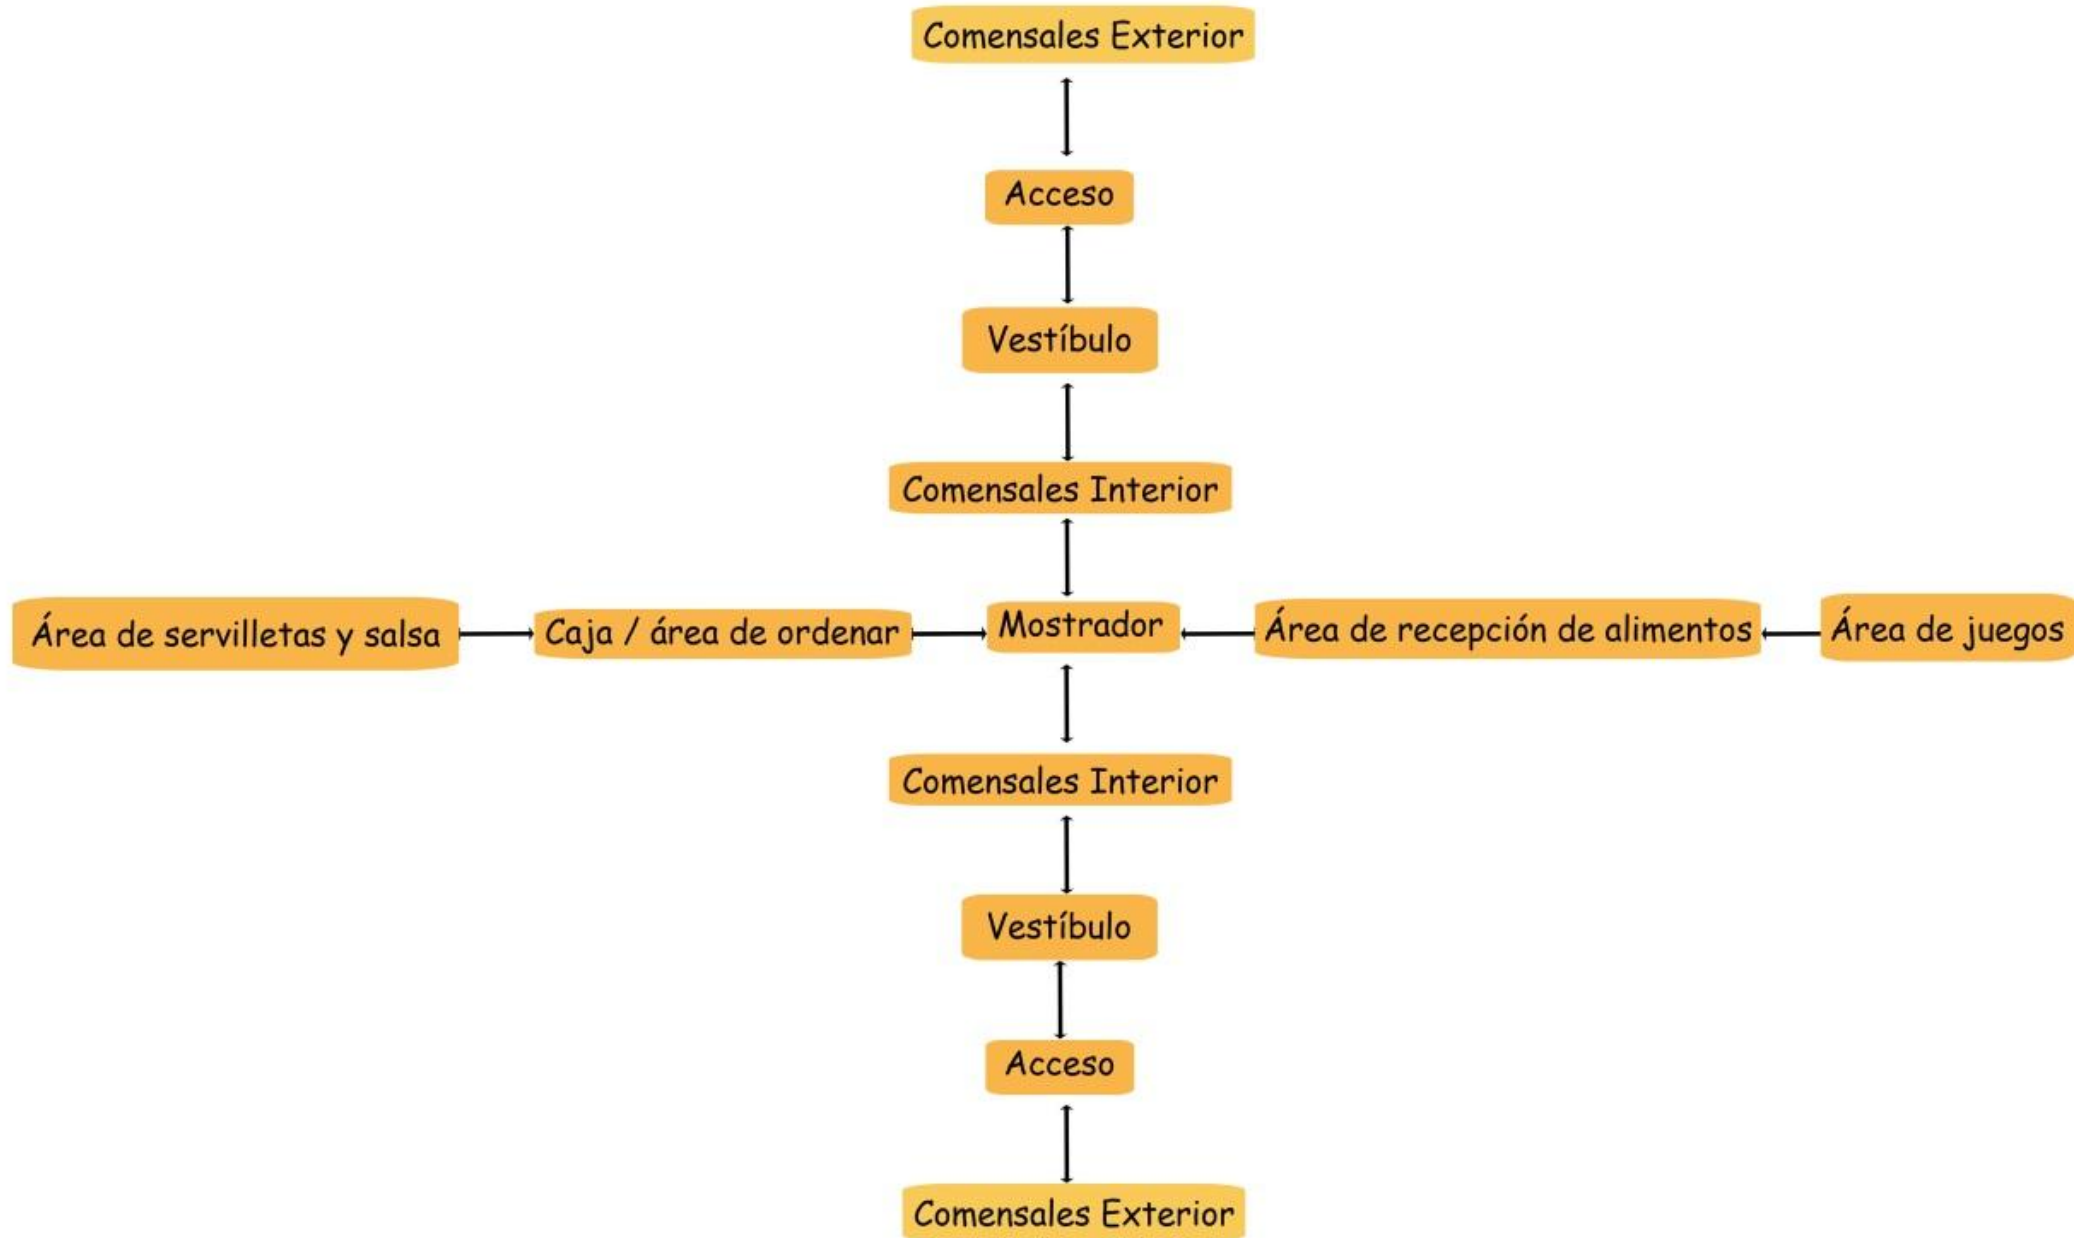 Comensales Exterior
Acceso
Vestíbulo
Comensales Interior
Área de servilletas y salsa
Caja / área de ordenar
Mostrador
Área de recepción de alimentos
Área de juegos
Comensales Interior
Vestíbulo
Acceso
Comensales Exterior